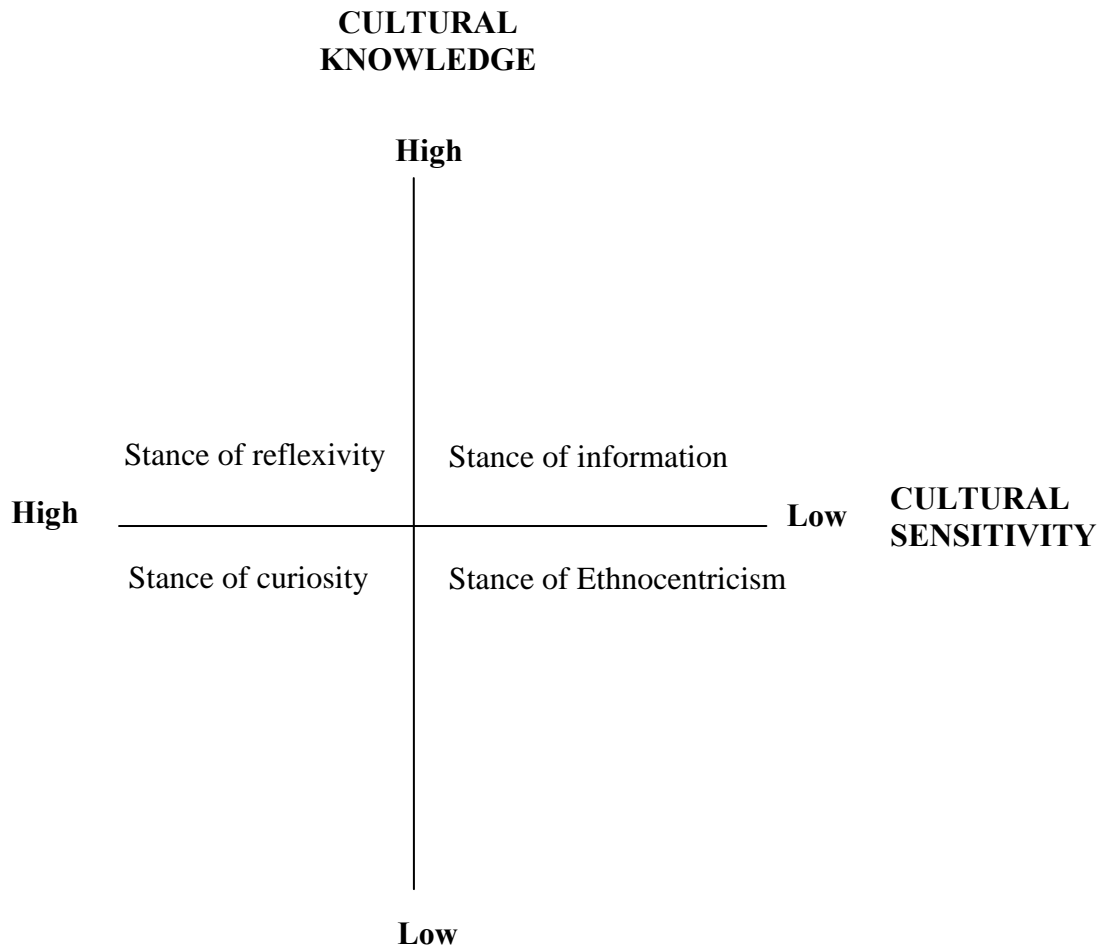 CULTURAL
KNOWLEDGE
High
Stance of reflexivity
Stance of information
High
Low
CULTURAL
SENSITIVITY
Stance of curiosity
Stance of Ethnocentricism
Low